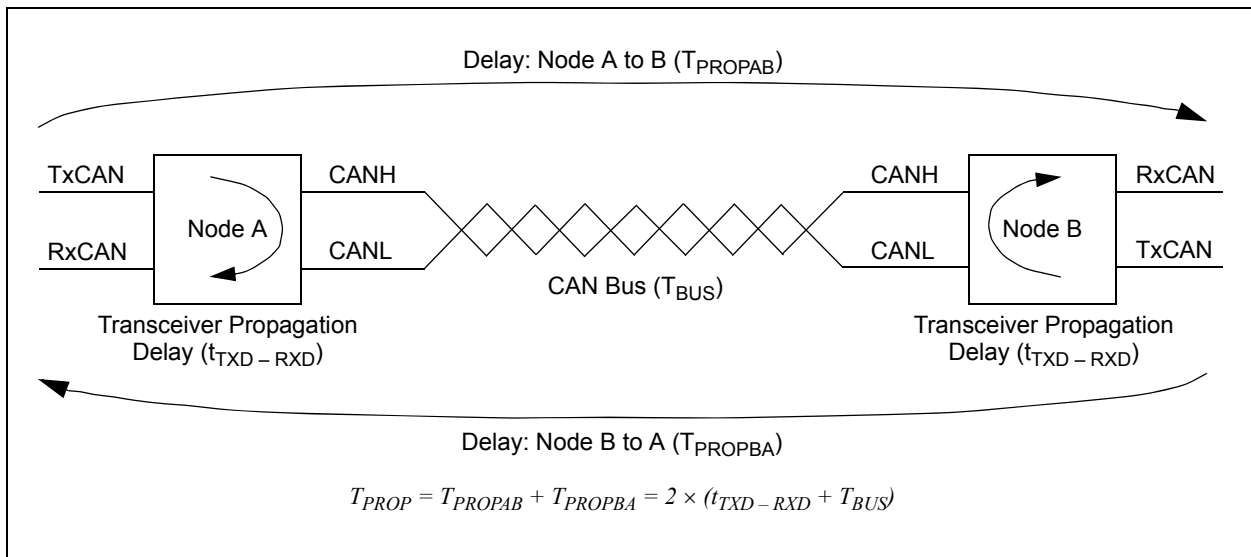 Delay: Node A to B (TPROPAB)
TxCAN
CANH
CANH
RxCAN
Node A
Node B
RxCAN
CANL
CANL
TxCAN
CAN Bus (TBUS)
Transceiver Propagation
Delay (tTXD – RXD)
Transceiver Propagation
Delay (tTXD – RXD)
Delay: Node B to A (TPROPBA)
TPROP = TPROPAB + TPROPBA = 2 × (tTXD – RXD + TBUS)